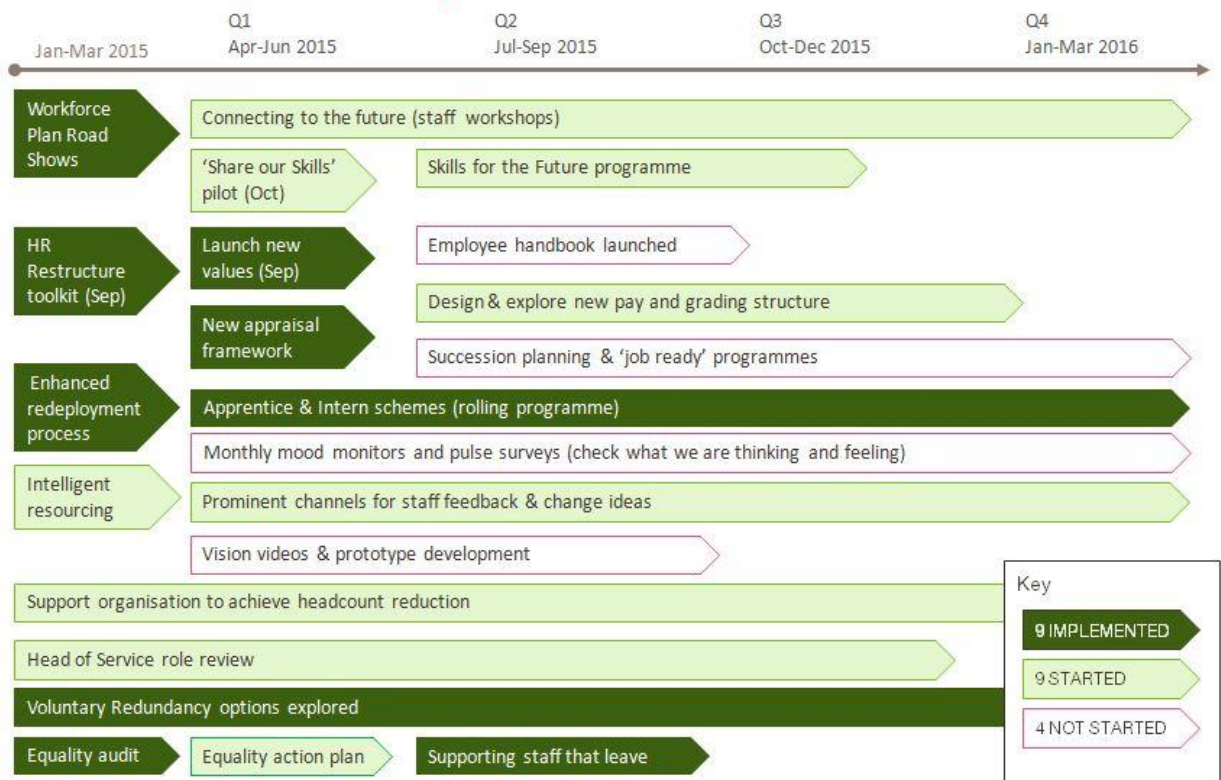 Q1
Q2
Q3
Q4
Jan-Mar 2015
Apr-Jun 2015
Jul-Sep 2015
Oct-Dec 2015
Jan-Mar 2016
Workforce
Plan Road
Shows
Connecting to the future (staff workshops)
‘Share our Skills’
pilot (Oct)
Skills for the Future programme
HR
Restructure
toolkit (Sep)
Launch new
values (Sep)
Employee handbook launched
Design & explore new pay and grading structure
New appraisal
framework
Succession planning & ‘job ready’ programmes
Enhanced
redeployment
process
Apprentice & Intern schemes (rolling programme)
Monthly mood monitors and pulse surveys (check what we are thinking and feeling)
Intelligent
resourcing
Prominent channels for staff feedback & change ideas
Vision videos & prototype development
Support organisation to achieve headcount reduction
Head of Service role review
Voluntary Redundancy options explored
Equality audit
Equality action plan
Supporting staff that leave
Key
9 IMPLEMENTED
9 STARTED
4 NOT STARTED